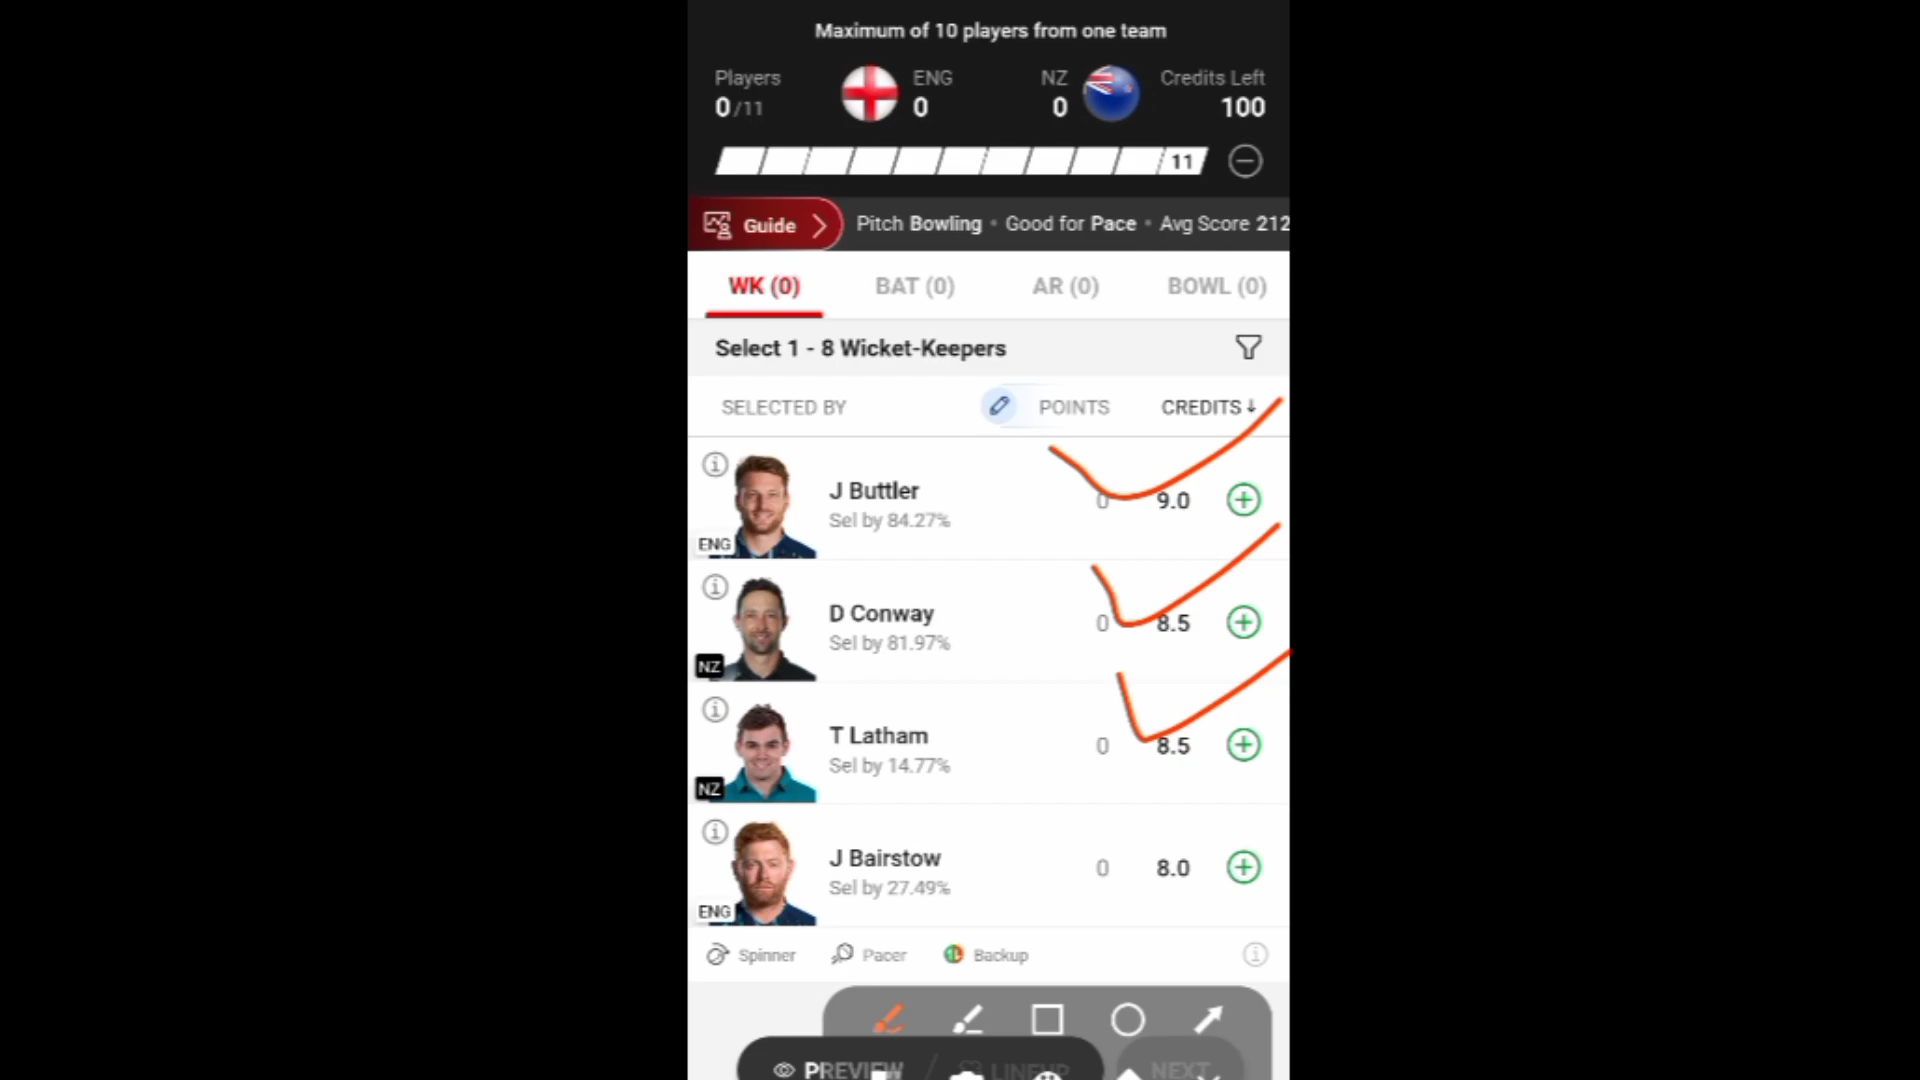 Maximum of 10 players from one team
Players ENG NZ Credits Left
0/11 0 0 100
11
Guide Pitch Bowling • Good for Pace • Avg Score 212
WK (0) BAT (0) AR (0) BOWL (0)
Select 1 - 8 Wicket-Keepers
SELECTED BY POINTS CREDITS↓
J Buttler
Sel by 84.27%
0 9.0
ENG
D Conway
Sel by 81.97%
0 8.5
NZ
T Latham
Sel by 14.77%
0 8.5
NZ
J Bairstow
Sel by 27.49%
0 8.0
ENG
Spinner Pacer Backup
PREVIEW / LINEUP NEXT